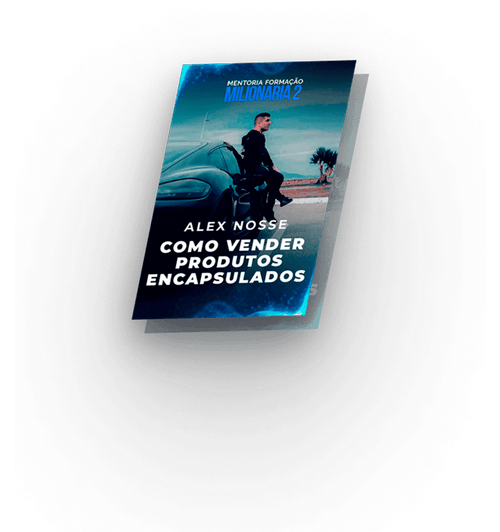 MENTORIA FORMAÇÃO
MILIONÁRIA 2
ALEX NOSSE
COMO VENDER
PRODUTOS
ENCAPSULADOS